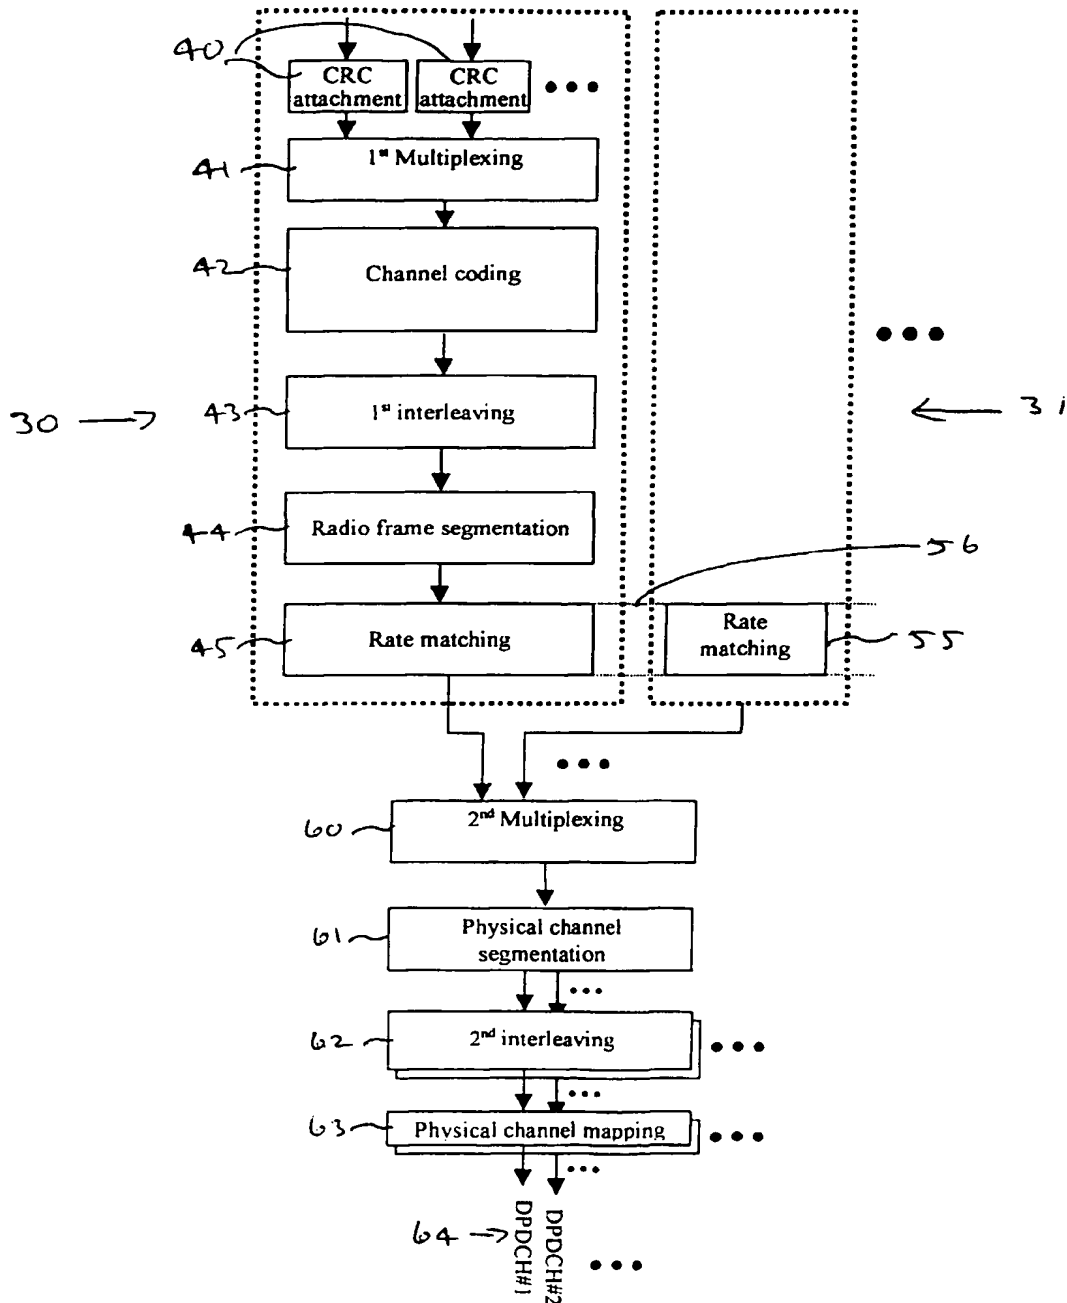 40
CRC
attachment
CRC
attachment
41
1st Multiplexing
42
Channel coding
30
43
1st interleaving
31
44
Radio frame segmentation
56
45
Rate matching
Rate
matching
55
60
2nd Multiplexing
61
Physical channel
segmentation
62
2nd interleaving
63
Physical channel mapping
64
DPDCH#1
DPDCH#2